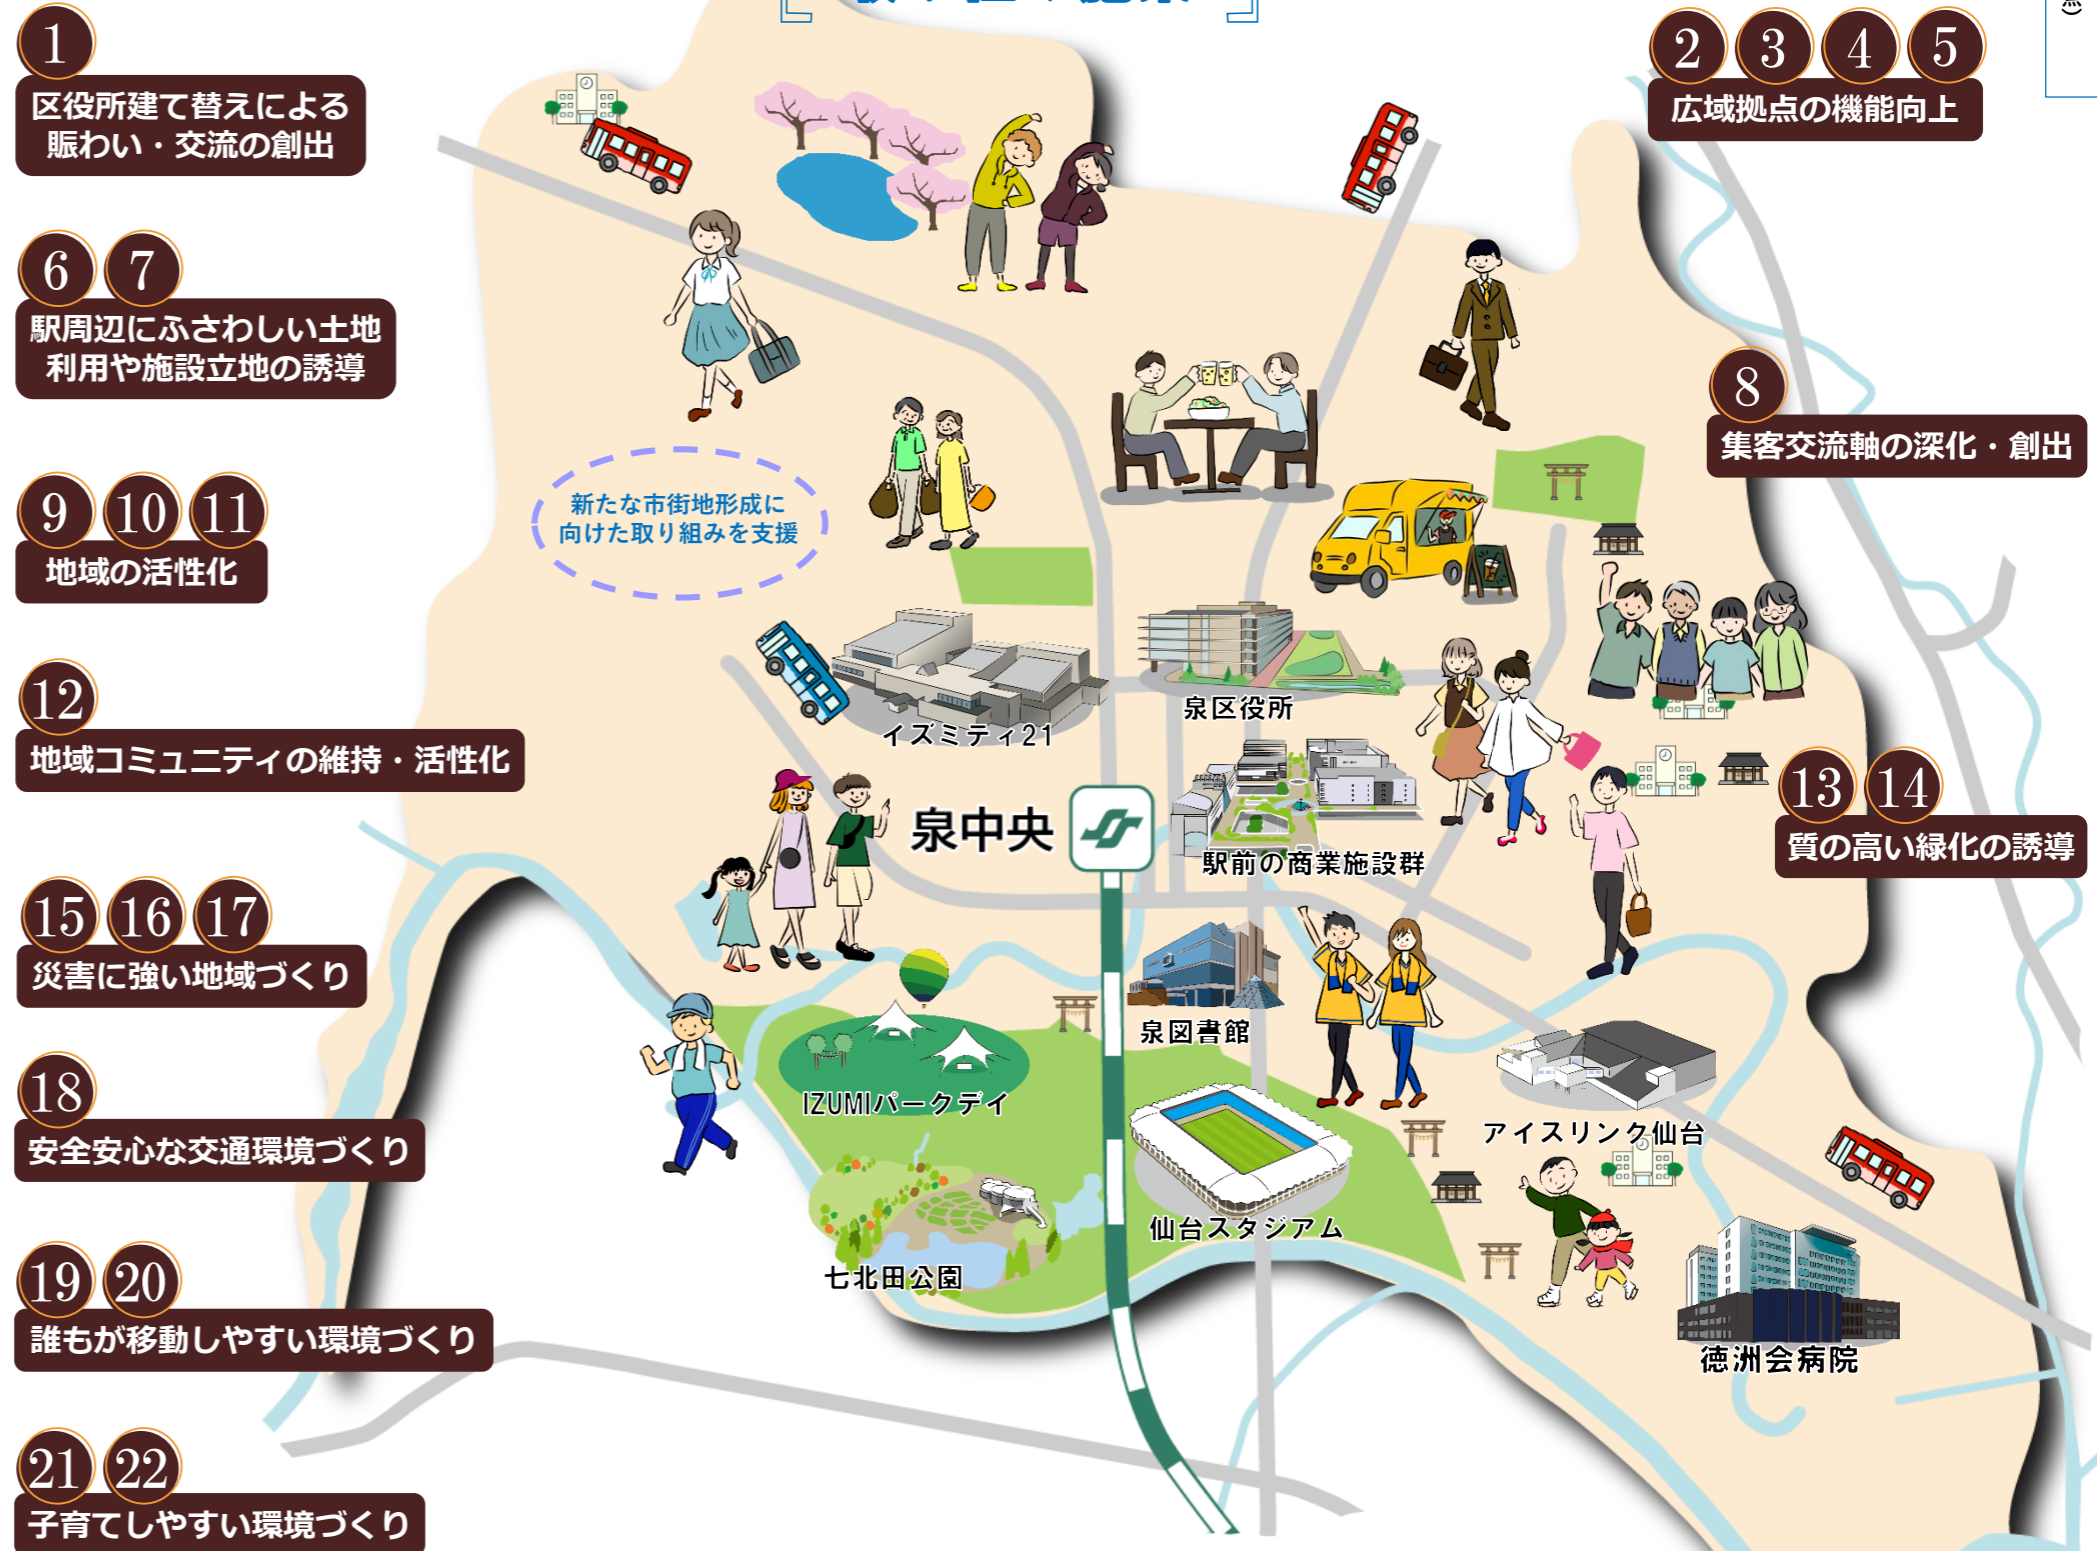 1
区役所建て替えによる
賑わい・交流の創出
2 3 4 5
広域拠点の機能向上
6 7
駅周辺にふさわしい土地
利用や施設立地の誘導
8
集客交流軸の深化・創出
9 10 11
地域の活性化
新たな市街地形成に
向けた取り組みを支援
12
地域コミュニティの維持・活性化
イズミティ21
泉区役所
泉中央
駅前の商業施設群
13 14
質の高い緑化の誘導
15 16 17
災害に強い地域づくり
泉図書館
IZUMIパークデイ
18
安全安心な交通環境づくり
アイスリンク仙台
仙台スタジアム
七北田公園
19 20
誰もが移動しやすい環境づくり
徳洲会病院
21 22
子育てしやすい環境づくり